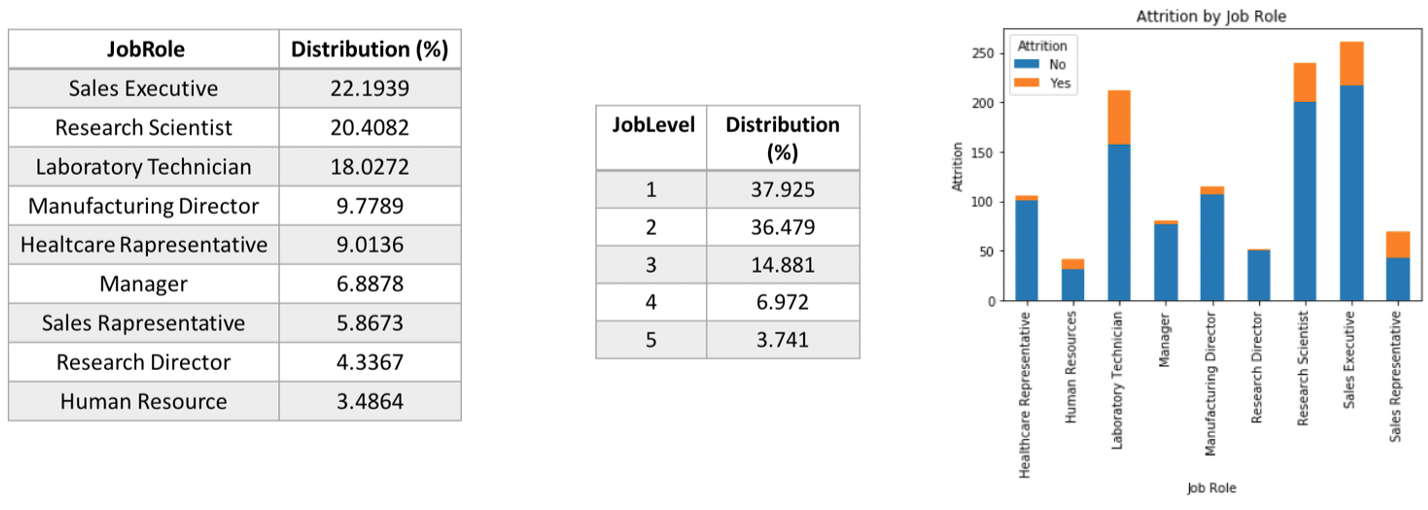 JobRole Distribution (%)
Sales Executive 22.1939
Research Scientist 20.4082
Laboratory Technician 18.0272
Manufacturing Director 9.7789
Healtcare Rapresentative 9.0136
Manager 6.8878
Sales Rapresentative 5.8673
Research Director 4.3367
Human Resource 3.4864
JobLevel Distribution
(%)
1 37.925
2 36.479
3 14.881
4 6.972
5 3.741
Attrition by Job Role
Attrition
No
Yes
Attrition
250
200
150
100
50
0
Healthcare Representative
Human Resources
Laboratory Technician
Manager
Manufacturing Director
Research Director
Research Scientist
Sales Executive
Sales Representative
Job Role